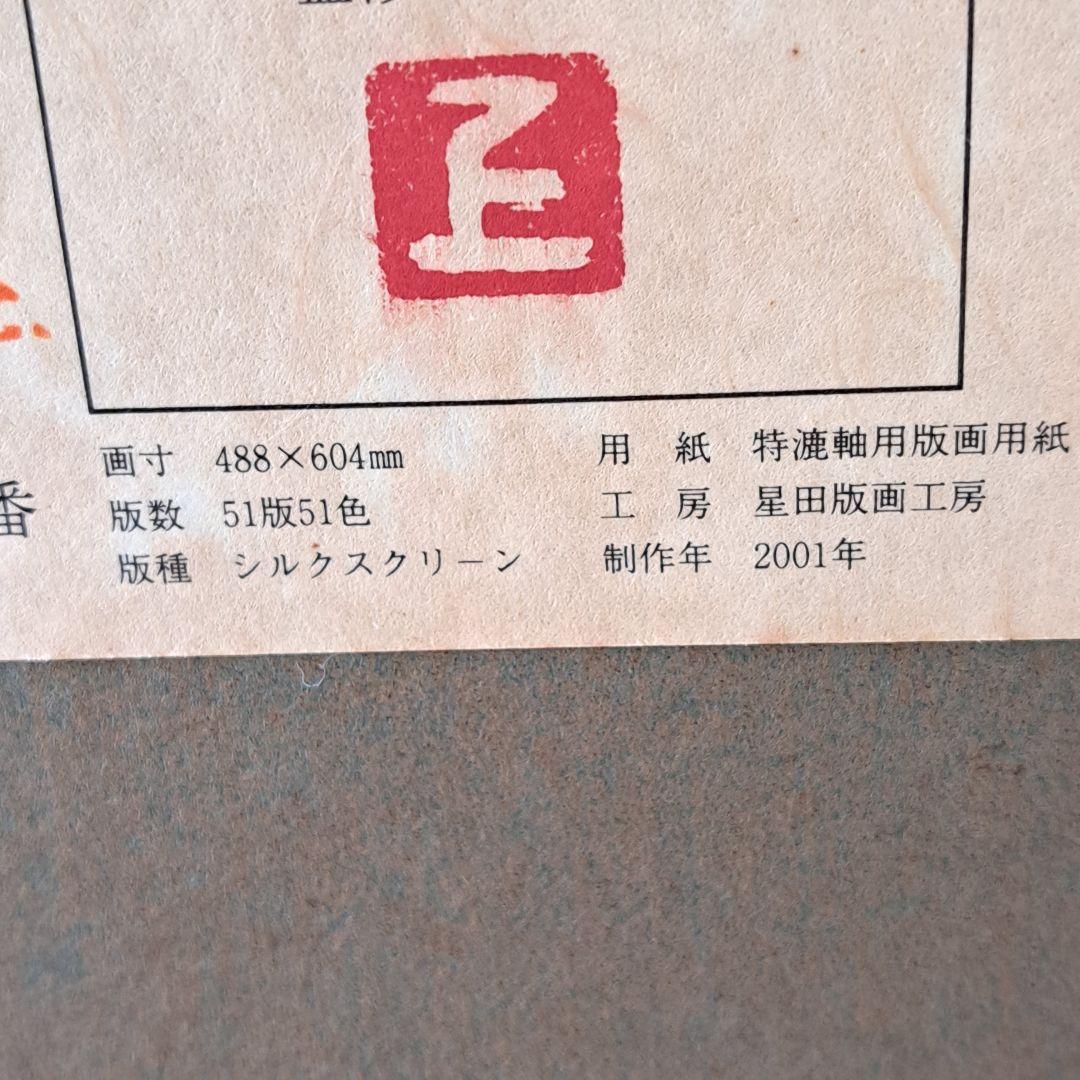 画寸 488×604mm
版数 51版51色
版種 シルクスクリーン
用 紙 特漉軸用版画用紙
工 房 星田版画工房
制作年 2001年
番